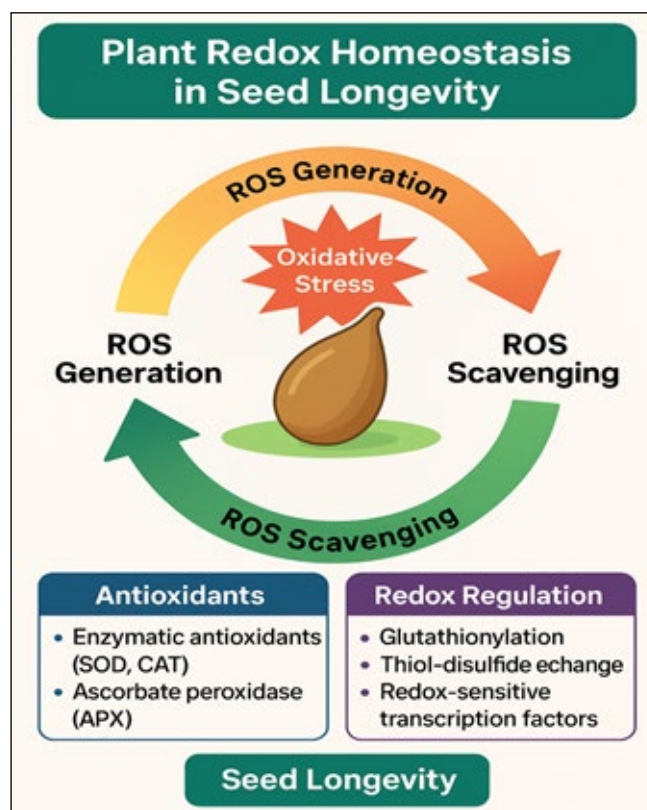 Plant Redox Homeostasis
in Seed Longevity
ROS Generation
Oxidative
Stress
ROS
Generation
ROS
Scavenging
ROS Scavenging
Antioxidants
• Enzymatic antioxidants
(SOD, CAT)
• Ascorbate peroxidase
(APX)
Redox Regulation
• Glutathionylation
• Thiol-disulfide echange
• Redox-sensitive
transcription factors
Seed Longevity